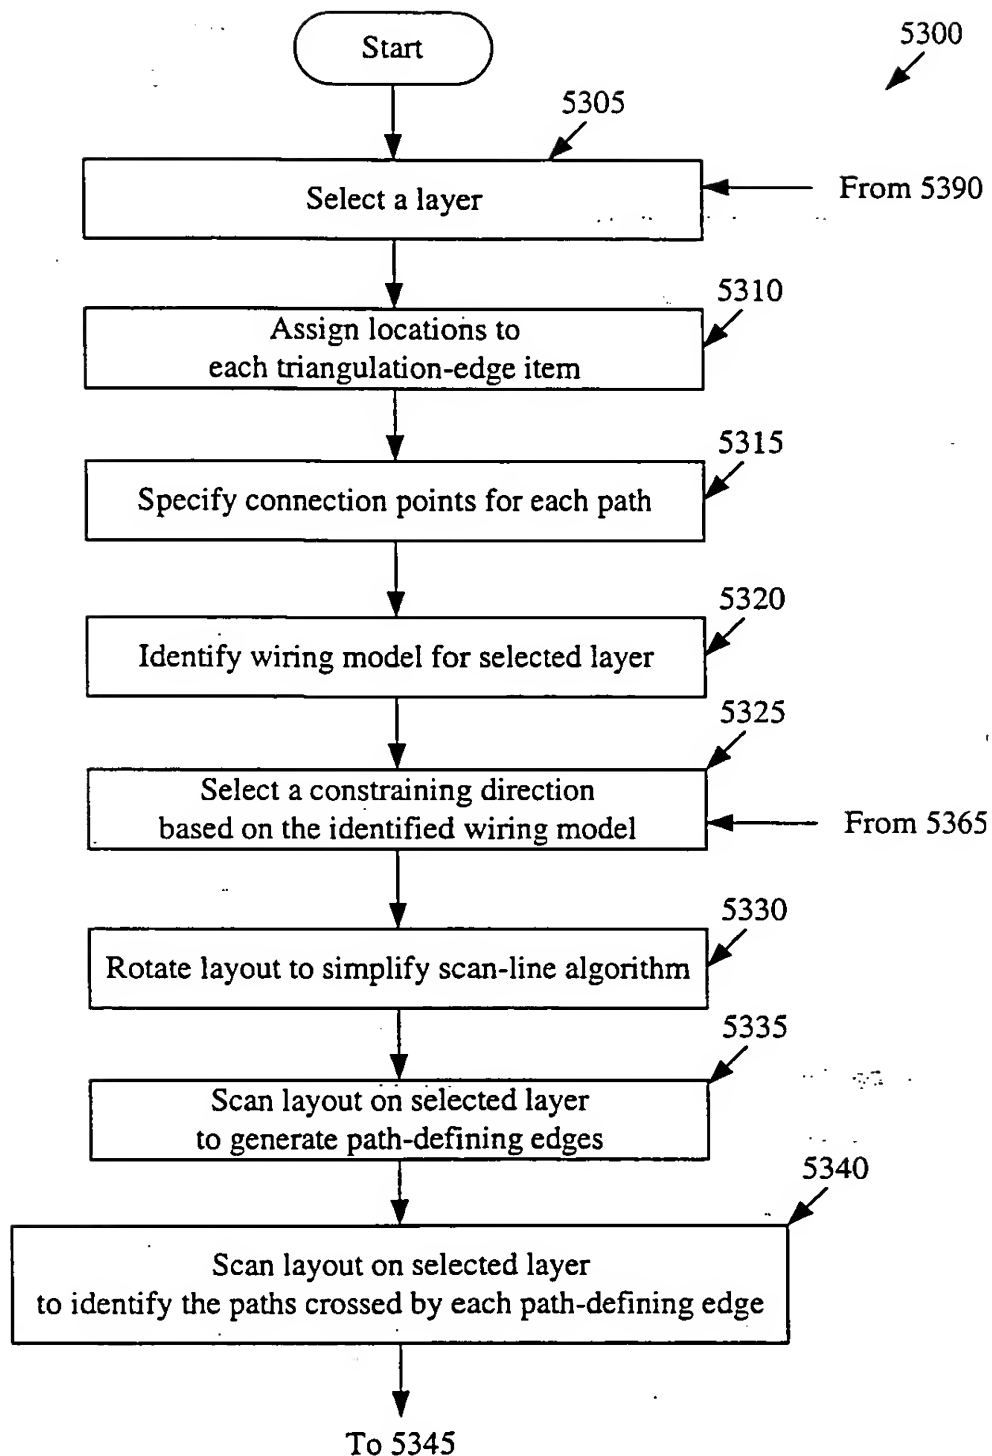 Start
5300
5305
Select a layer
From 5390
5310
Assign locations to
each triangulation-edge item
5315
Specify connection points for each path
5320
Identify wiring model for selected layer
5325
Select a constraining direction
based on the identified wiring model
From 5365
5330
Rotate layout to simplify scan-line algorithm
5335
Scan layout on selected layer
to generate path-defining edges
5340
Scan layout on selected layer
to identify the paths crossed by each path-defining edge
To 5345